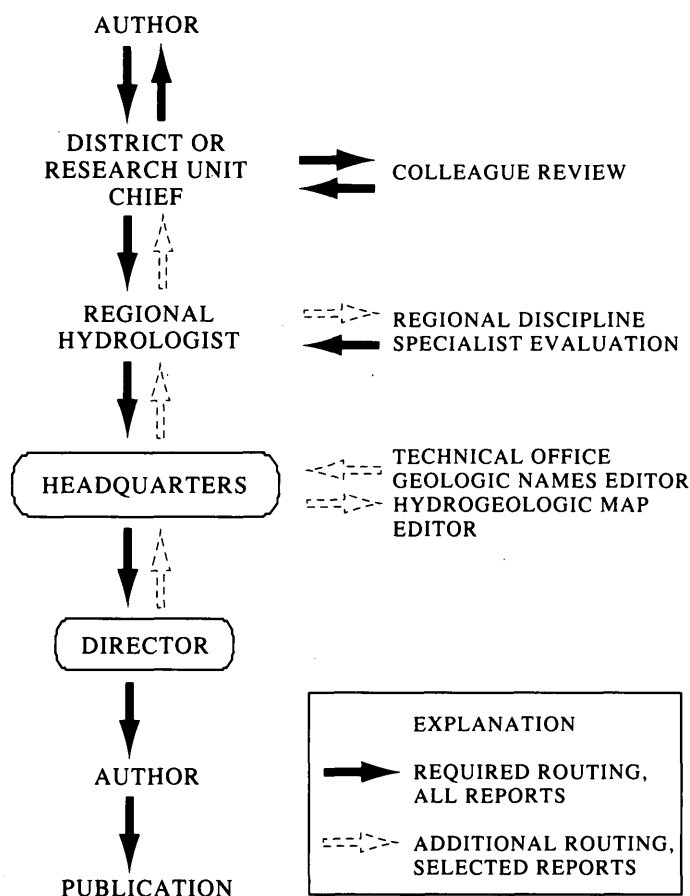 AUTHOR
DISTRICT OR
RESEARCH UNIT
CHIEF
COLLEAGUE REVIEW
REGIONAL
HYDROLOGIST
REGIONAL DISCIPLINE
SPECIALIST EVALUATION
HEADQUARTERS
TECHNICAL OFFICE
GEOLOGIC NAMES EDITOR
HYDROGEOLOGIC MAP
EDITOR
DIRECTOR
AUTHOR
PUBLICATION
EXPLANATION
REQUIRED ROUTING,
ALL REPORTS
ADDITIONAL ROUTING,
SELECTED REPORTS